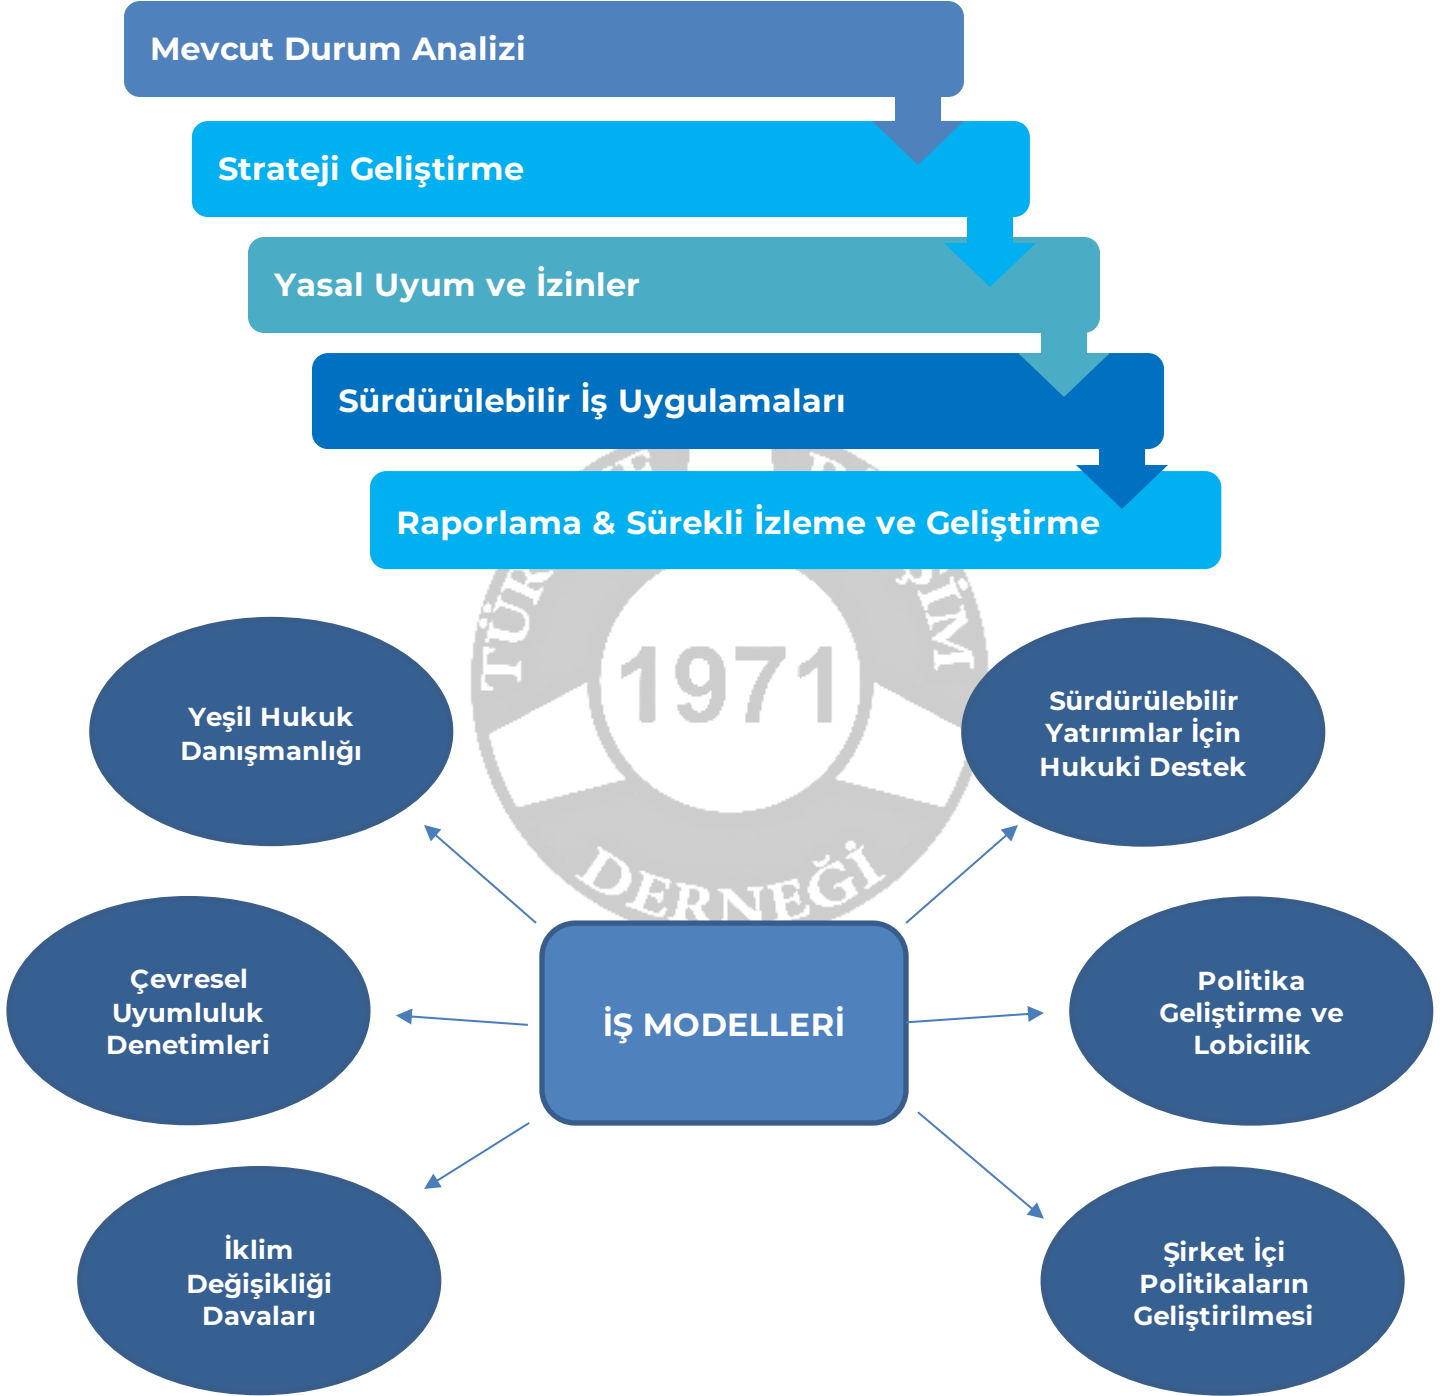 Mevcut Durum Analizi
Strateji Geliştirme
Yasal Uyum ve İzinler
Sürdürülebilir İş Uygulamaları
Raporlama & Sürekli İzleme ve Geliştirme
1971
DERNEĞİ
Yeşil Hukuk
Danışmanlığı
Sürdürülebilir
Yatırımlar İçin
Hukuki Destek
Çevresel
Uyumluluk
Denetimleri
İŞ MODELLERİ
Politika
Geliştirme ve
Lobicilik
İklim
Değişikliği
Davaları
Şirket İçi
Politikaların
Geliştirilmesi